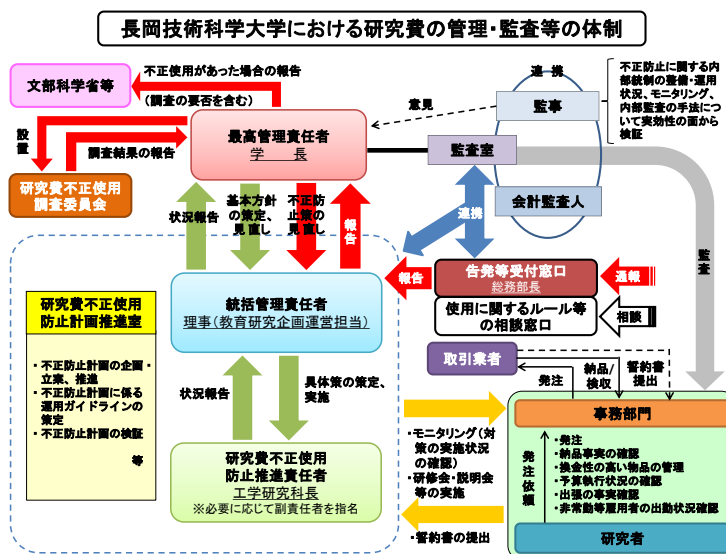 長岡技術科学大学における研究費の管理・監査等の体制
文部科学省等
不正使用があった場合の報告
(調査の要否を含む)
設置
調査結果の報告
研究費不正使用
調査委員会
最高管理責任者
学　長
意見
連 携
監事
監査室
会計監査人
不正防止に関する内
部統制の整備・運用
状況、モニタリング、
内部監査の手法につ
いて実効性の面から
検証
監査
状況報告
基本方針
の策定、
見直し
不正防
止策の
見直し
報告
連携
報告
告発等受付窓口
総務部長
使用に関するルール等
の相談窓口
通報
相談
統括管理責任者
理事(教育研究企画運営担当)
研究費不正使用
防止計画推進室
・不正防止計画の企画・
立案、推進
・不正防止計画に係る
運用ガイドラインの
策定
・不正防止計画の検証
等
状況報告
具体策の策定、
実施
研究費不正使用
防止推進責任者
工学研究科長
※必要に応じて副責任者を指名
・モニタリング(対
策の実施状況
の確認)
・研修会・説明会
等の実施
・誓約書の提出
取引業者
発注
納品/
検収
誓約書
提出
事務部門
発注
依頼
・発注
・納品事実の確認
・換金性の高い物品の管理
・予算執行状況の確認
・出張の事実確認
・非常勤等雇用者の出勤状況確認
研究者